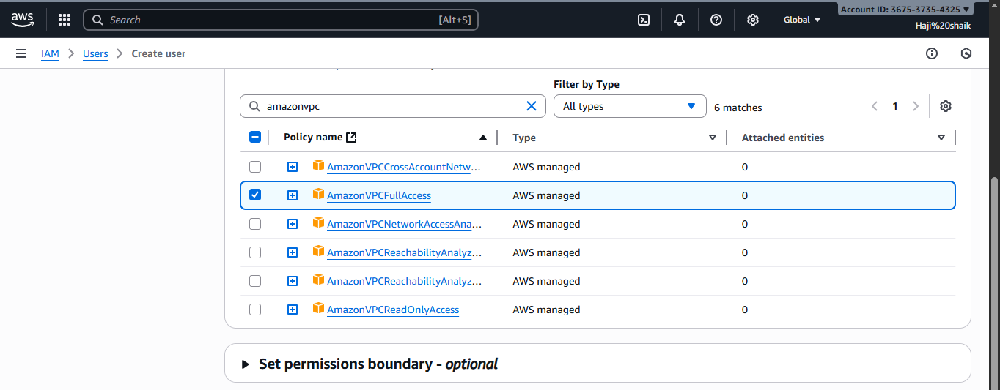 aws
Search
[Alt+S]
Global
Account ID: 3675-3735-4325
Haji%20shaik
IAM
Users
Create user
Filter by Type
amazonvpc
All types
6 matches
1
Policy name
Type
Attached entities
AmazonVPCCrossAccountNetw… AWS managed 0
AmazonVPCFullAccess AWS managed 0
AmazonVPCNetworkAccessAna… AWS managed 0
AmazonVPCReachabilityAnalyz… AWS managed 0
AmazonVPCReachabilityAnalyz… AWS managed 0
AmazonVPCReadOnlyAccess AWS managed 0
Set permissions boundary - optional